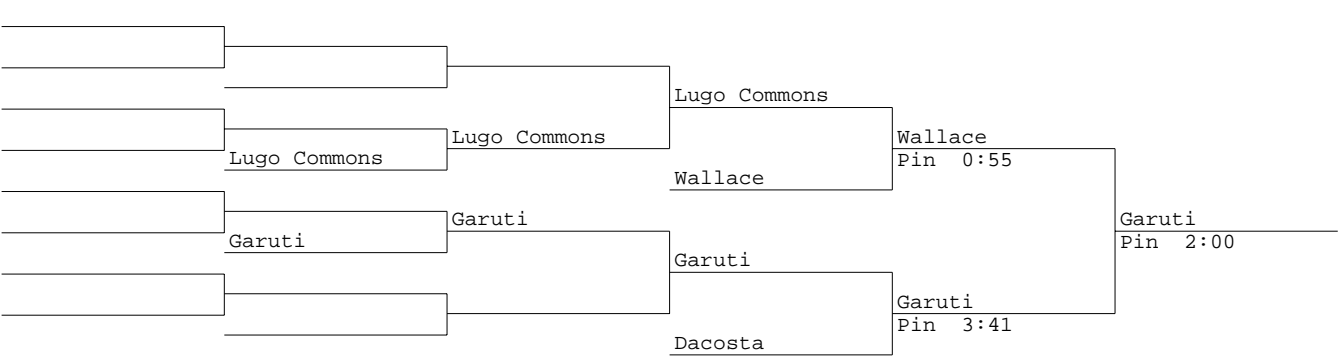 Lugo Commons
Lugo Commons
Lugo Commons
Wallace
Wallace
Pin 0:55
Garuti
Garuti
Garuti
Dacosta
Garuti
Pin 3:41
Garuti
Pin 2:00